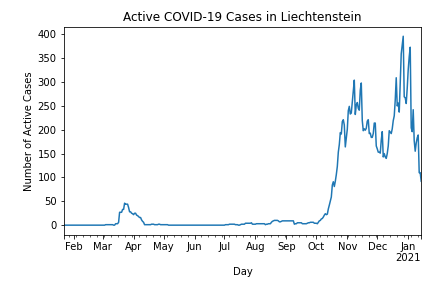 Active COVID-19 Cases in Liechtenstein
400
350
300
250
200
150
100
50
0
Number of Active Cases
Feb Mar Apr May Jun Jul Aug Sep Oct Nov Dec Jan
2021
Day